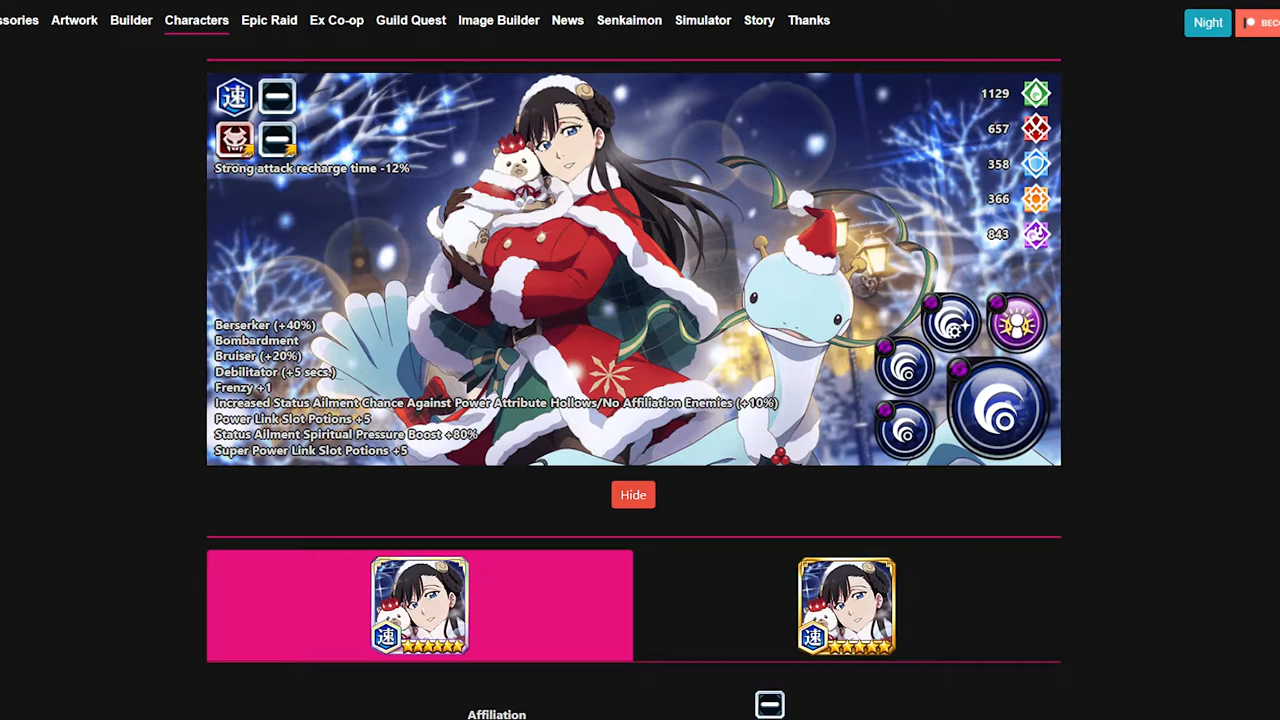 ssories Artwork Builder Characters Epic Raid Ex Co-op Guild Quest Image Builder News Senkaimon Simulator Story Thanks Night BEC
速
1129
657
Strong attack recharge time -12%
358
366
843
Berserker (+40%)
Bombardment
Bruiser (+20%)
Debilitator (+5 secs.)
Frenzy +1
Increased Status Ailment Chance Against Power Attribute Hollows/No Affiliation Enemies (+10%)
Power Link Slot Potions +5
Status Ailment Spiritual Pressure Boost +80%
Super Power Link Slot Potions +5
Hide
速 速
Affiliation